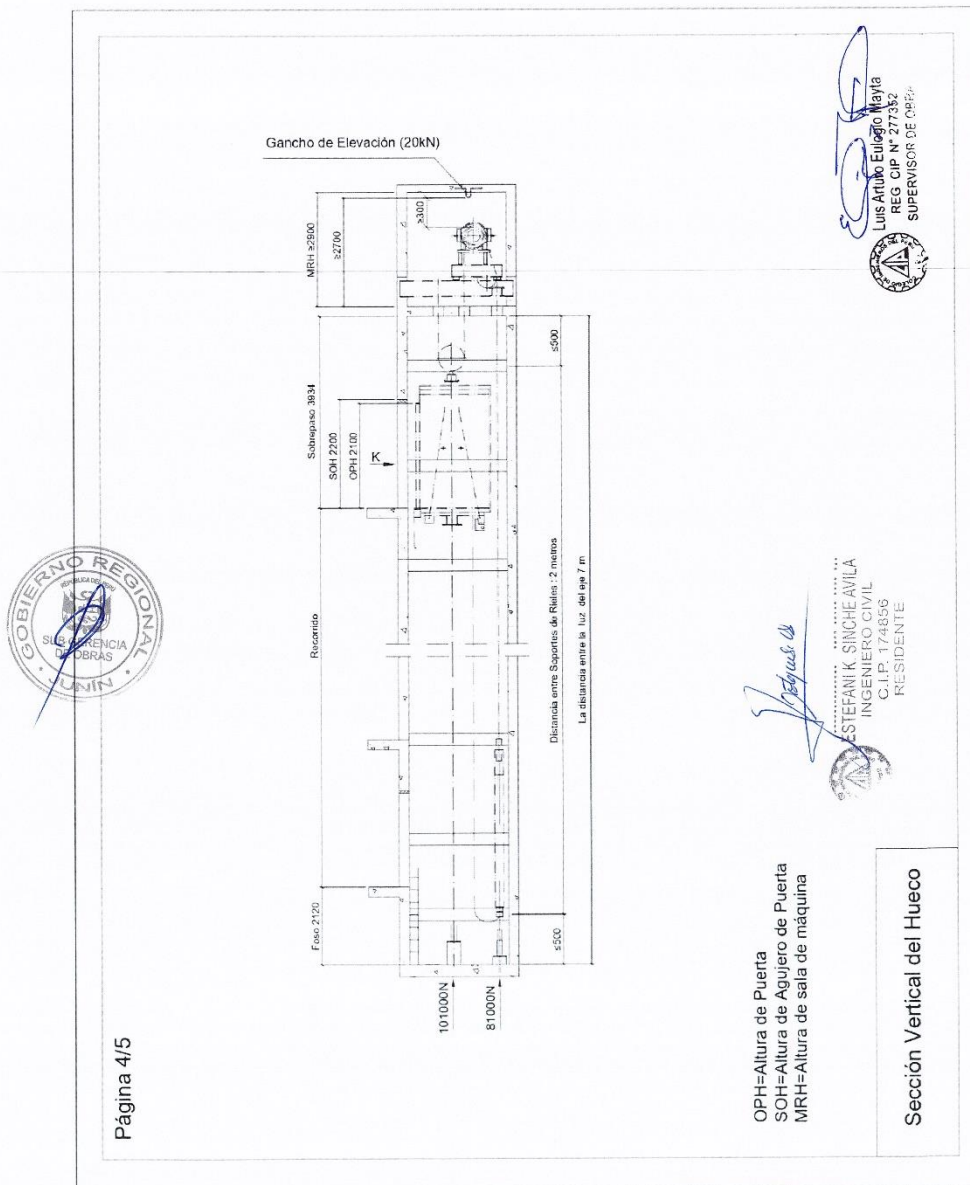 Página 4/5
Gancho de Elevación (20kN)
MRH ≥2900
≥2700
≥300
Sobrepaso 3934
SOH 2200
OPH 2100
K
≤500
Recorrido
Distancia entre Soportes de Rieles : 2 metros
La distancia entre la luz del eje 7 m
Foso 2120
≤500
101000N
81000N
OPH=Altura de Puerta
SOH=Altura de Agujero de Puerta
MRH=Altura de sala de máquina
Sección Vertical del Hueco
GOBIERNO REGIONAL
REPÚBLICA DEL PERÚ
SUB GERENCIA
DE OBRAS
JUNÍN
ESTEFANI K. SINCHE AVILA
INGENIERO CIVIL
C.I.P. 174856
RESIDENTE
Luis Arturo Eulogio Mayta
REG. CIP N° 277352
SUPERVISOR DE OBRA